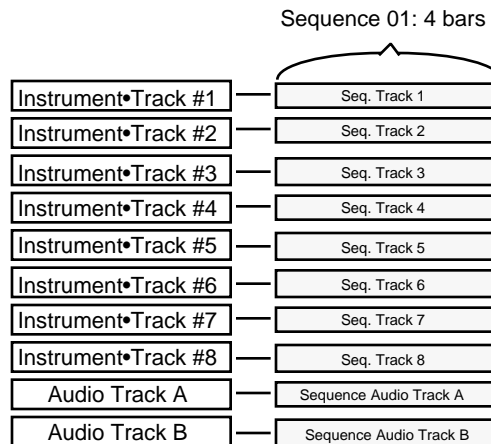 Sequence 01: 4 bars
Instrument•Track #1 Seq. Track 1
Instrument•Track #2 Seq. Track 2
Instrument•Track #3 Seq. Track 3
Instrument•Track #4 Seq. Track 4
Instrument•Track #5 Seq. Track 5
Instrument•Track #6 Seq. Track 6
Instrument•Track #7 Seq. Track 7
Instrument•Track #8 Seq. Track 8
Audio Track A Sequence Audio Track A
Audio Track B Sequence Audio Track B